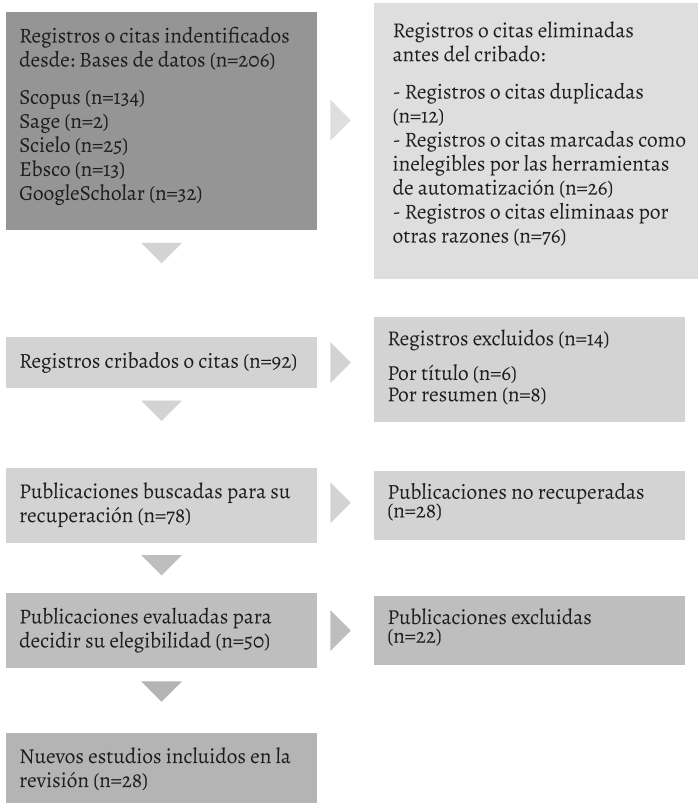 Registros o citas indentificados
desde: Bases de datos (n=206)
Scopus (n=134)
Sage (n=2)
Scielo (n=25)
Ebsco (n=13)
GoogleScholar (n=32)
Registros o citas eliminadas
antes del cribado:
- Registros o citas duplicadas
(n=12)
- Registros o citas marcadas como
inelegibles por las herramientas
de automatización (n=26)
- Registros o citas eliminaas por
otras razones (n=76)
Registros cribados o citas (n=92)
Registros excluidos (n=14)
Por título (n=6)
Por resumen (n=8)
Publicaciones buscadas para su
recuperación (n=78)
Publicaciones no recuperadas
(n=28)
Publicaciones evaluadas para
decidir su elegibilidad (n=50)
Publicaciones excluidas
(n=22)
Nuevos estudios incluidos en la
revisión (n=28)